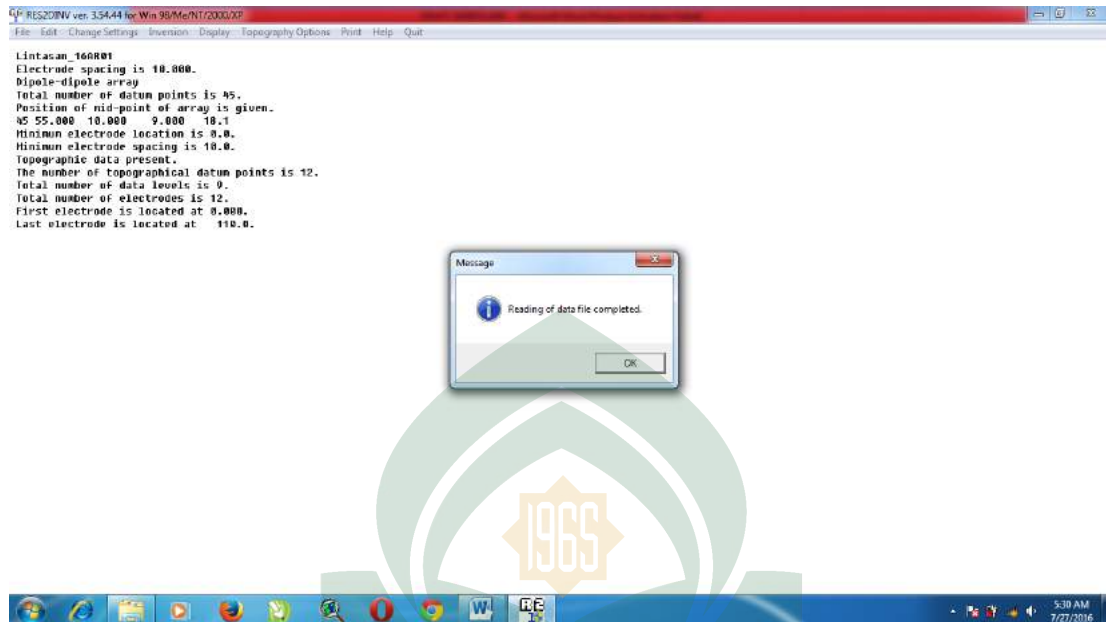 RES2DINV ver. 3.54.44 for Win 98/Me/NT/2000/XP
File Edit Change Settings Inversion Display Topography Options Print Help Quit
Lintasan_16AR01
Electrode spacing is 10.000.
Dipole-dipole array
Total number of datum points is 45.
Position of mid-point of array is given.
45 55.000 10.000 9.000 10.1
Minimum electrode location is 0.0.
Minimum electrode spacing is 10.0.
Topographic data present.
The number of topographical datum points is 12.
Total number of data levels is 9.
Total number of electrodes is 12.
First electrode is located at 0.000.
Last electrode is located at 110.0.
Message
Reading of data file completed.
OK
1965
5:30 AM
7/27/2016